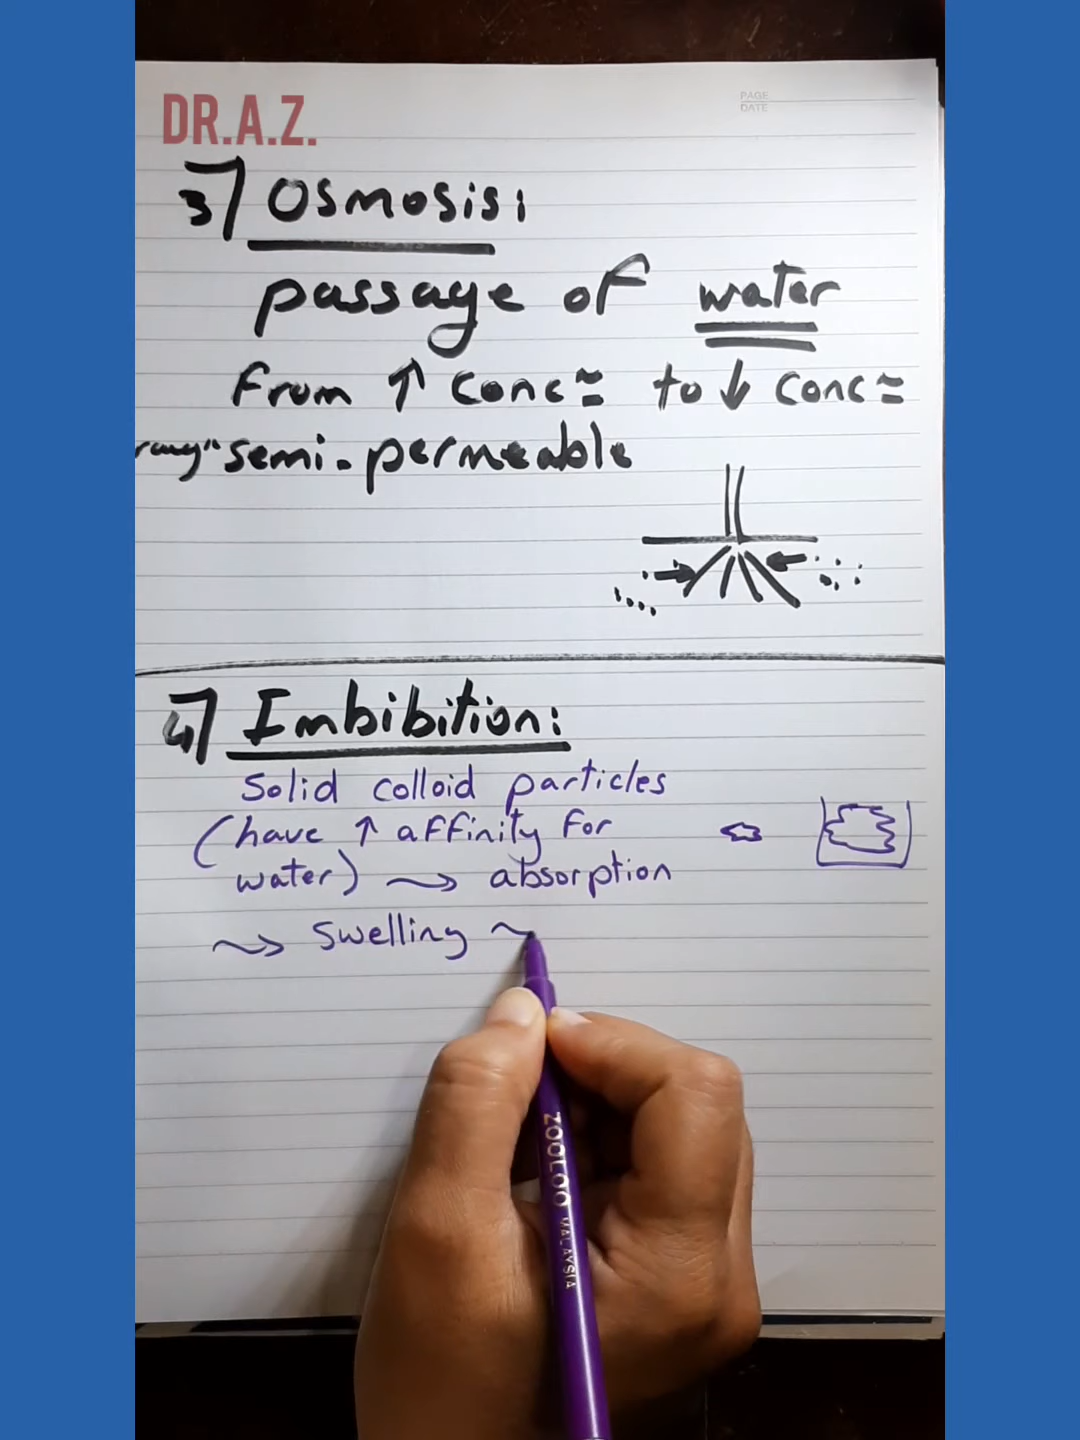 DR.A.Z.
PAGE
DATE
3] Osmosis:
passage of water
From ↑ Conc≃ to ↓ Conc≃
semi-permeable
4] Imbibition:
Solid colloid particles
(have ↑ affinity for
water) ⇝ absorption
⇝ swelling ~
ZOOLOO MALAYSIA